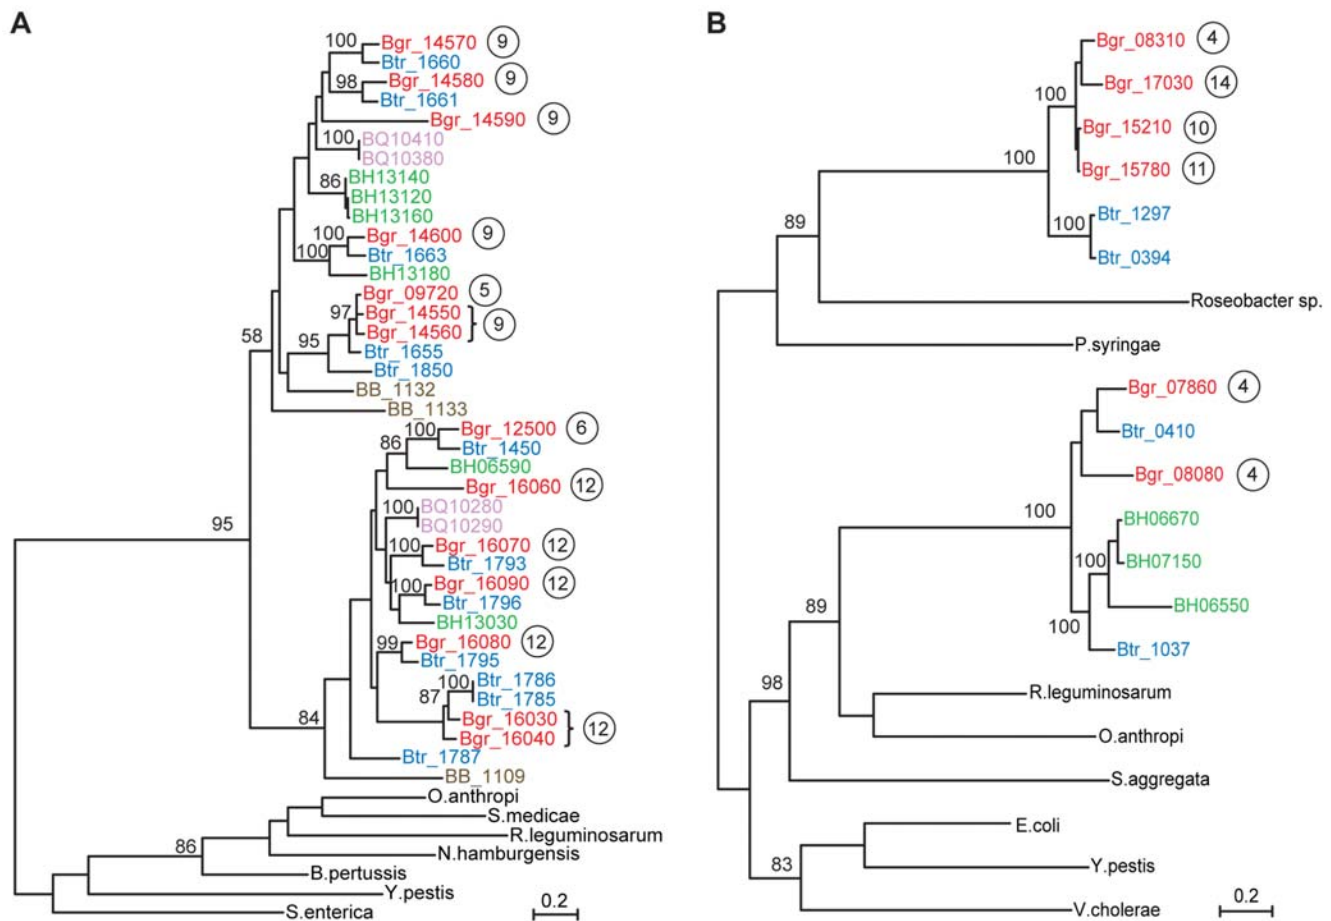 A
100 Bgr_14570 9
Btr_1660
98 Bgr_14580 9
Btr_1661
Bgr_14590 9
100 BQ10410
BQ10380
86 BH13140
BH13120
BH13160
100 Bgr_14600 9
100 Btr_1663
BH13180
Bgr_09720 5
97 Bgr_14550
Bgr_14560 9
58 95 Btr_1655
Btr_1850
BB_1132
BB_1133
100 Bgr_12500 6
86 Btr_1450
BH06590
Bgr_16060 12
100 BQ10280
BQ10290
95
100 Bgr_16070 12
Btr_1793
100 Bgr_16090 12
Btr_1796
BH13030
99 Bgr_16080 12
Btr_1795
100 Btr_1786
87 Btr_1785
84 Bgr_16030
Bgr_16040 12
Btr_1787
BB_1109
O.anthropi
S.medicae
R.leguminosarum
86 N.hamburgensis
B.pertussis
Y.pestis
S.enterica
0.2
B
Bgr_08310 4
100 Bgr_17030 14
Bgr_15210 10
100 Bgr_15780 11
89 100 Btr_1297
Btr_0394
Roseobacter sp.
P.syringae
Bgr_07860 4
Btr_0410
Bgr_08080 4
100 BH06670
100 BH07150
BH06550
89 100 Btr_1037
98 R.leguminosarum
O.anthropi
S.aggregata
E.coli
83 Y.pestis
V.cholerae
0.2